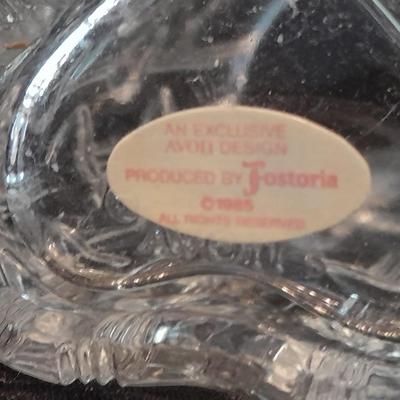 AN EXCLUSIVE
AVON DESIGN
PRODUCED BY Fostoria
©1985
ALL RIGHTS RESERVED